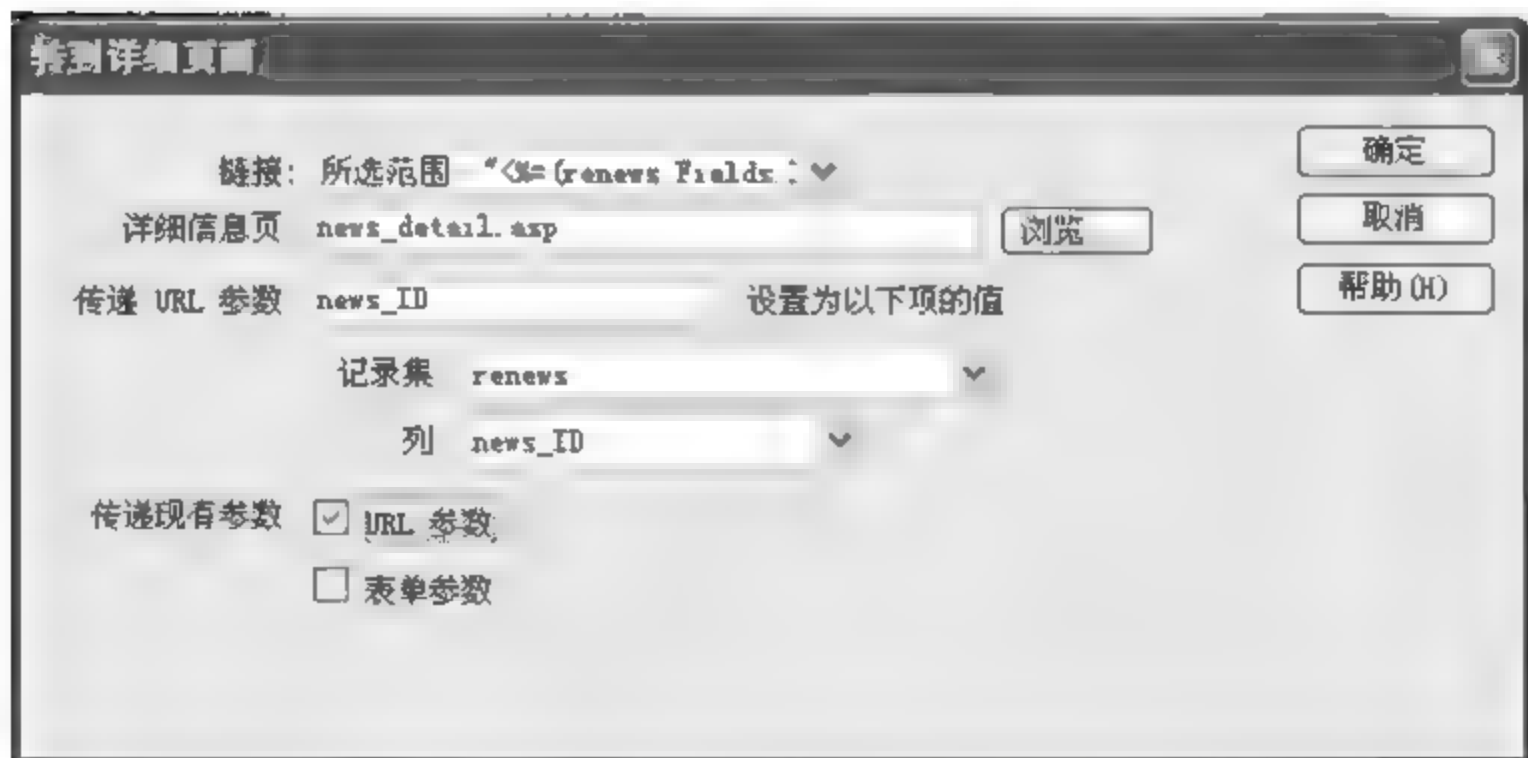 转到详细页面
链接: 所选范围 "<%=(renews Fields :
确定
详细信息页 news_detail.asp 浏览
取消
传递 URL 参数 news_ID 设置为以下项的值
帮助(H)
记录集 renews
列 news_ID
传递现有参数 URL 参数
表单参数